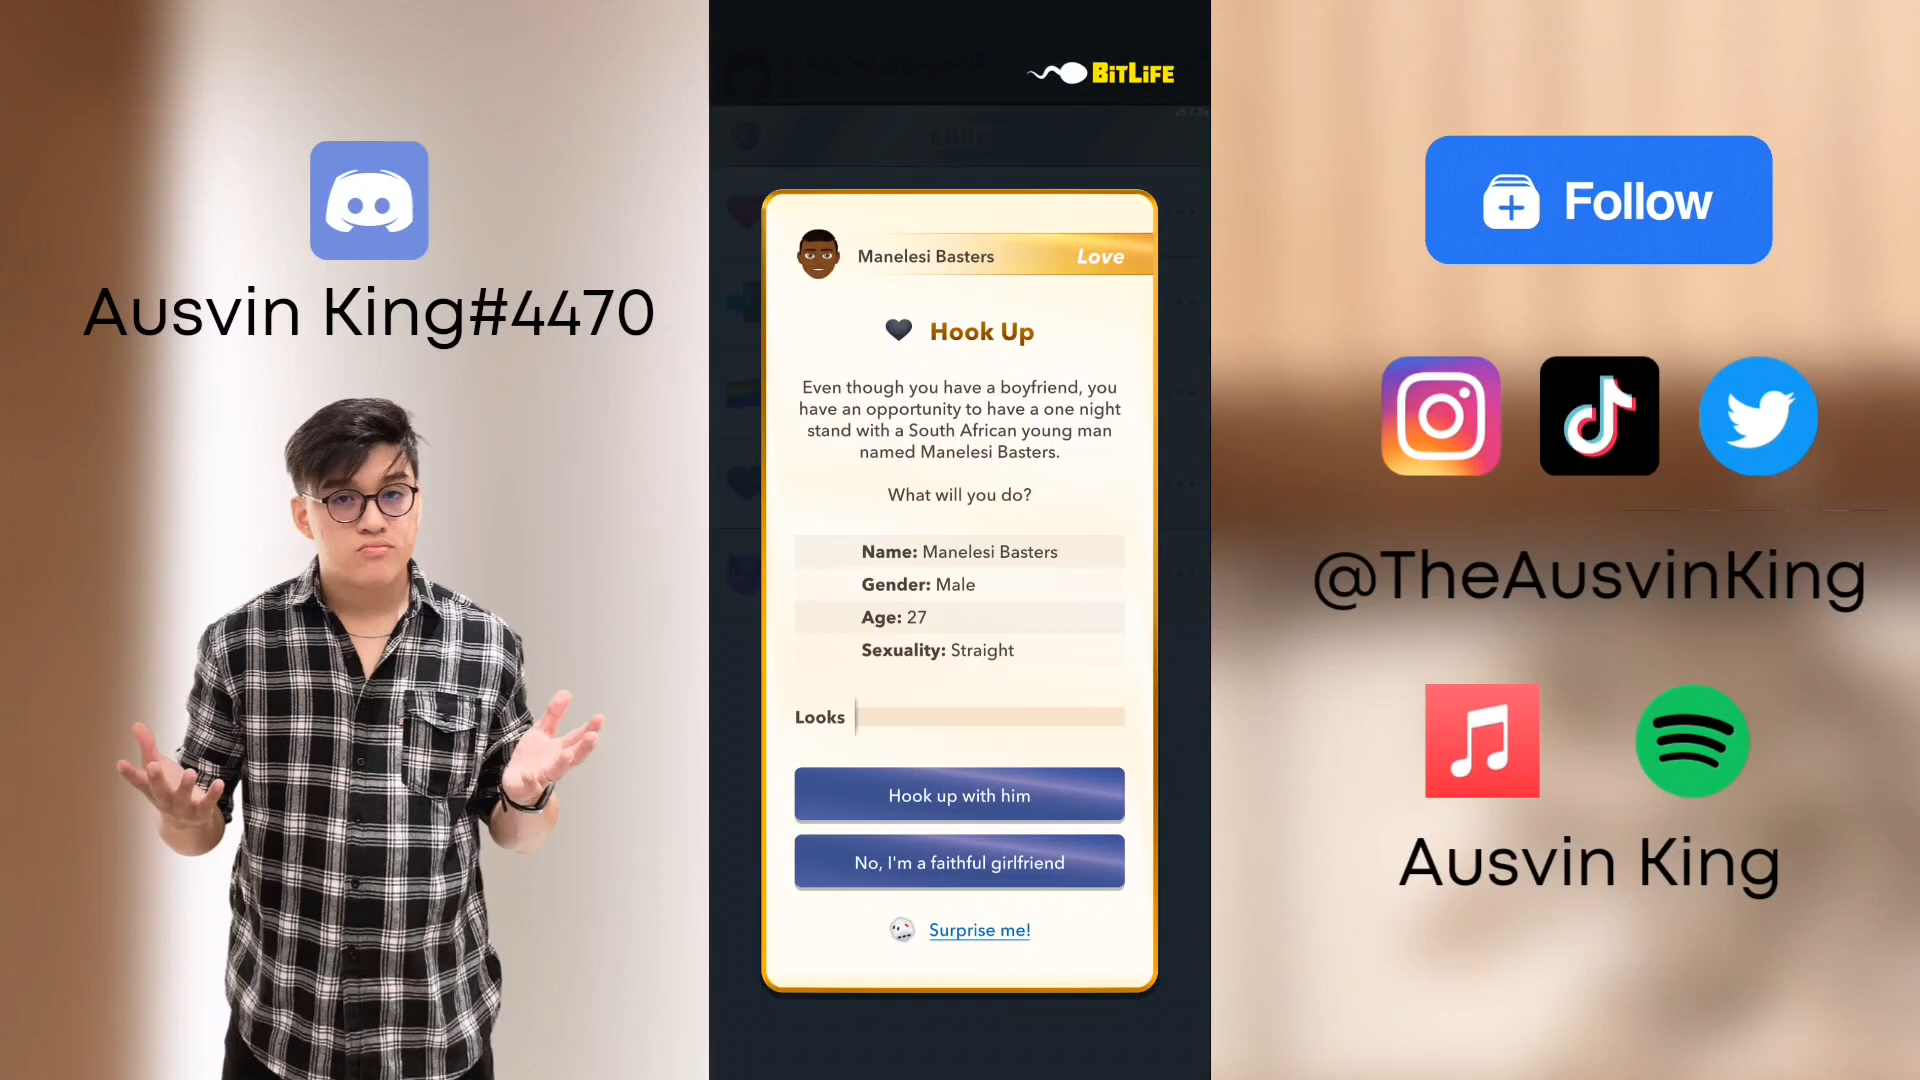 Ausvin King#4470
BitLife
Manelesi Basters
Love
Hook Up
Even though you have a boyfriend, you
have an opportunity to have a one night
stand with a South African young man
named Manelesi Basters.
What will you do?
Name: Manelesi Basters
Gender: Male
Age: 27
Sexuality: Straight
Looks
Hook up with him
No, I'm a faithful girlfriend
Surprise me!
Follow
@TheAusvinKing
Ausvin King